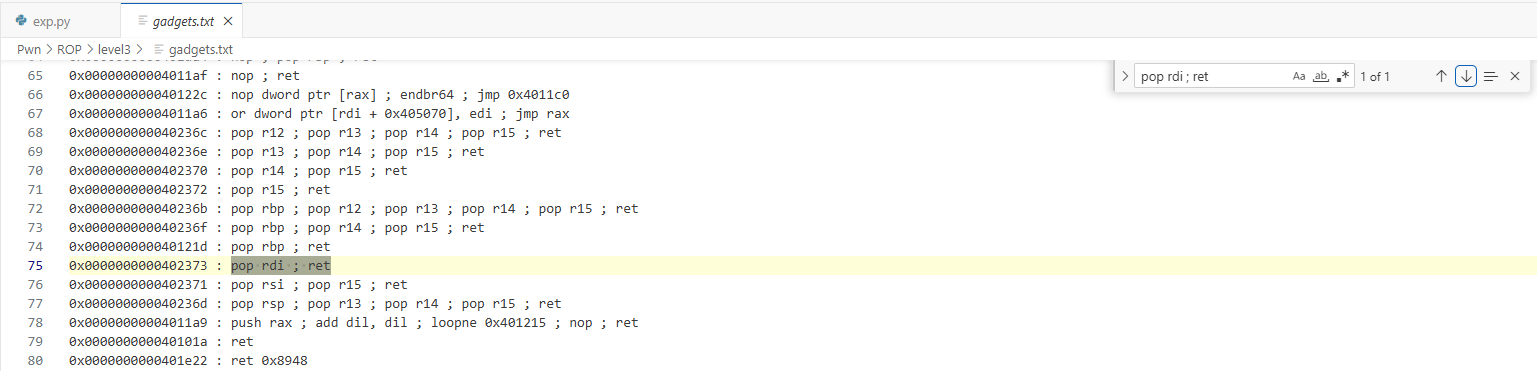 exp.py
gadgets.txt
Pwn > ROP > level3 > gadgets.txt
pop rdi ; ret
Aa ab 1 of 1
65 0x00000000004011af : nop ; ret
66 0x000000000040122c : nop dword ptr [rax] ; endbr64 ; jmp 0x4011c0
67 0x00000000004011a6 : or dword ptr [rdi + 0x405070], edi ; jmp rax
68 0x000000000040236c : pop r12 ; pop r13 ; pop r14 ; pop r15 ; ret
69 0x000000000040236e : pop r13 ; pop r14 ; pop r15 ; ret
70 0x0000000000402370 : pop r14 ; pop r15 ; ret
71 0x0000000000402372 : pop r15 ; ret
72 0x000000000040236b : pop rbp ; pop r12 ; pop r13 ; pop r14 ; pop r15 ; ret
73 0x000000000040236f : pop rbp ; pop r14 ; pop r15 ; ret
74 0x000000000040121d : pop rbp ; ret
75 0x0000000000402373 : pop rdi ; ret
76 0x0000000000402371 : pop rsi ; pop r15 ; ret
77 0x000000000040236d : pop rsp ; pop r13 ; pop r14 ; pop r15 ; ret
78 0x00000000004011a9 : push rax ; add dil, dil ; loopne 0x401215 ; nop ; ret
79 0x000000000040101a : ret
80 0x0000000000401e22 : ret 0x8948